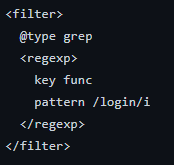 <filter>
  @type grep
  <regexp>
    key func
    pattern /login/i
  </regexp>
</filter>